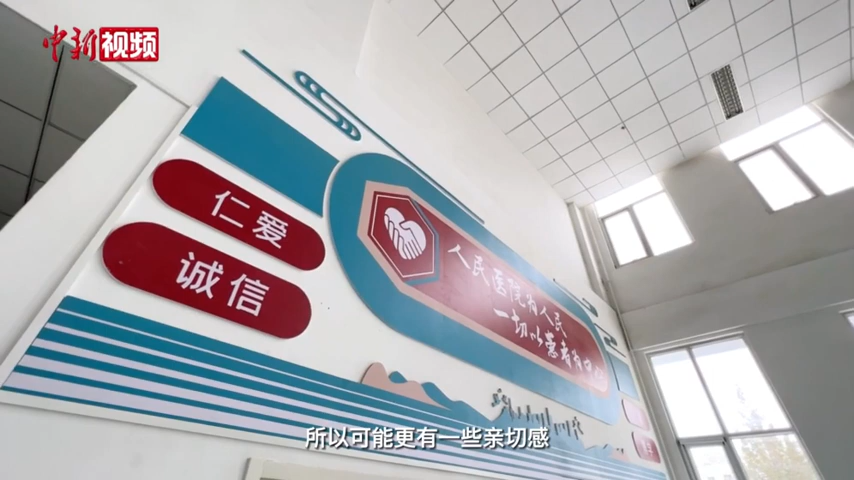 中新视频
仁爱
诚信
人民医院为人民
一切以患者为中心
所以可能更有一些亲切感